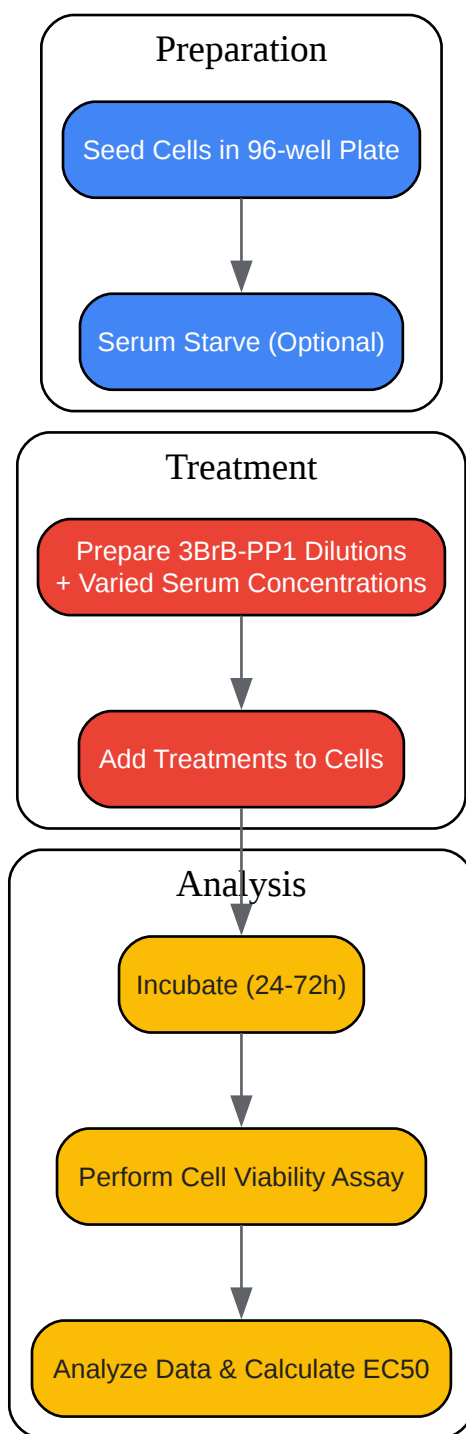 Preparation
Seed Cells in 96-well Plate
Serum Starve (Optional)
Treatment
Prepare 3BrB-PP1 Dilutions
+ Varied Serum Concentrations
Add Treatments to Cells
Analysis
Incubate (24-72h)
Perform Cell Viability Assay
Analyze Data & Calculate EC50